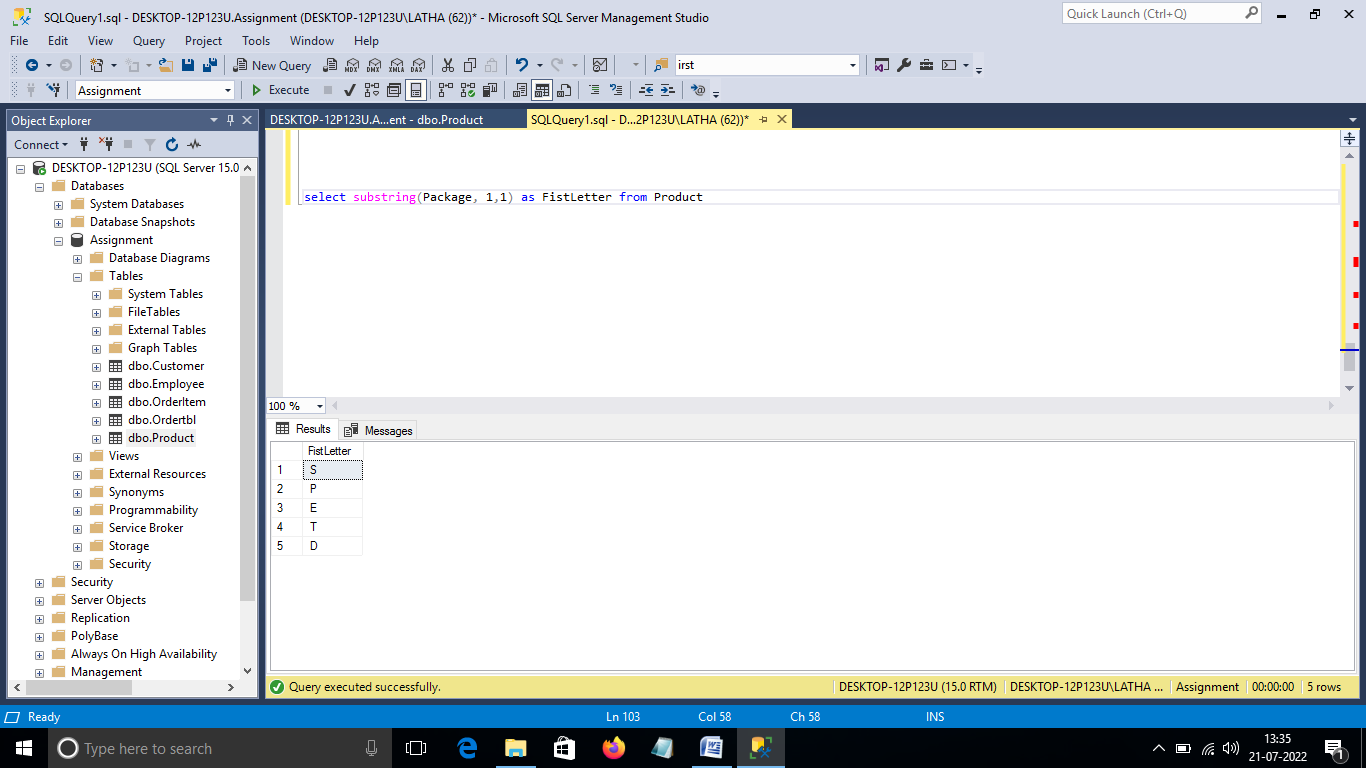 SQLQuery1.sql - DESKTOP-12P123U.Assignment (DESKTOP-12P123U\LATHA (62))* - Microsoft SQL Server Management Studio
Quick Launch (Ctrl+Q)
File Edit View Query Project Tools Window Help
New Query MDX DMX XMLA DAX irst
Assignment Execute
Object Explorer
DESKTOP-12P123U.A...ent - dbo.Product
SQLQuery1.sql - D...2P123U\LATHA (62))*
Connect
DESKTOP-12P123U (SQL Server 15.0
Databases
System Databases
Database Snapshots
Assignment
Database Diagrams
Tables
System Tables
FileTables
External Tables
Graph Tables
dbo.Customer
dbo.Employee
dbo.OrderItem
dbo.Ordertbl
dbo.Product
Views
External Resources
Synonyms
Programmability
Service Broker
Storage
Security
Security
Server Objects
Replication
PolyBase
Always On High Availability
Management
select substring(Package, 1,1) as FistLetter from Product
100 %
Results Messages
FistLetter
1 S
2 P
3 E
4 T
5 D
Query executed successfully.
DESKTOP-12P123U (15.0 RTM) DESKTOP-12P123U\LATHA ... Assignment 00:00:00 5 rows
Ready Ln 103 Col 58 Ch 58 INS
Type here to search
13:35
21-07-2022
1